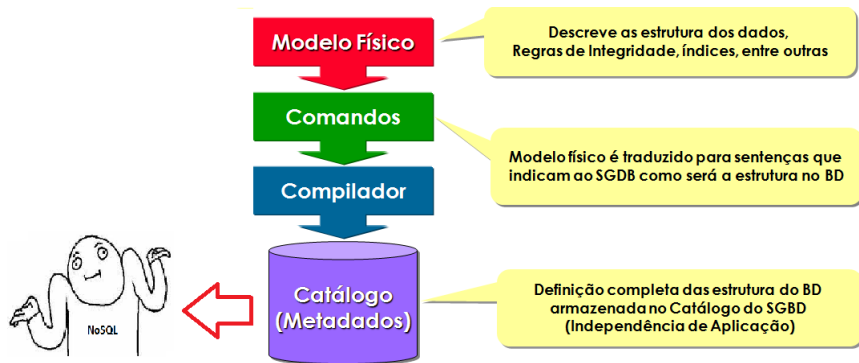 Modelo Físico
Descreve as estrutura dos dados,
Regras de Integridade, índices, entre outras
Comandos
Modelo físico é traduzido para sentenças que
indicam ao SGDB como será a estrutura no BD
Compilador
Catálogo
(Metadados)
Definição completa das estrutura do BD
armazenada no Catálogo do SGBD
(Independência de Aplicação)
NoSQL